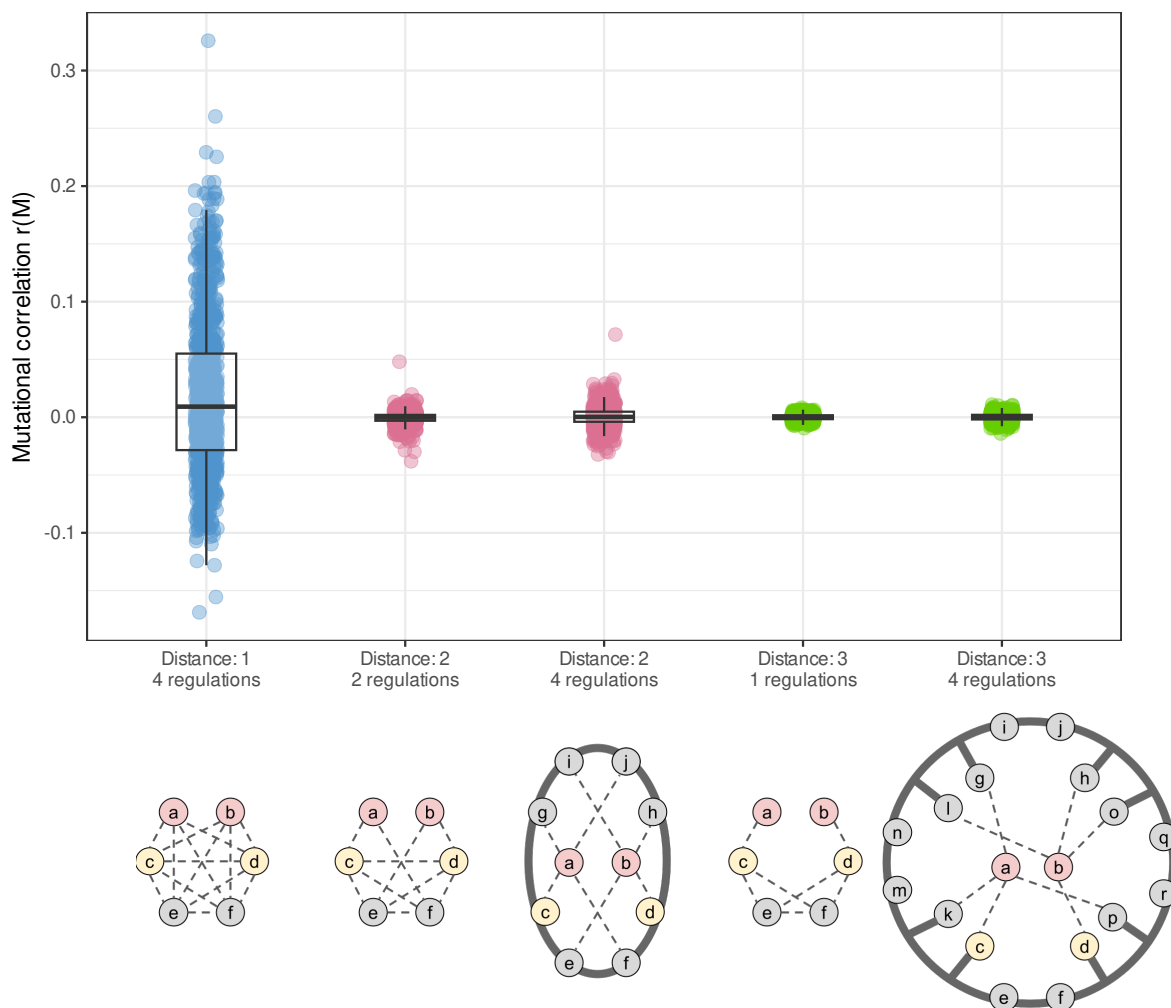 0.3
0.2
0.1
0.0
-0.1
Mutational correlation r(M)
Distance: 1
4 regulations
Distance: 2
2 regulations
Distance: 2
4 regulations
Distance: 3
1 regulations
Distance: 3
4 regulations
a b
c d
e f
a b
c d
e f
i j
g h
a b
c d
e f
a b
c d
e f
i j
g h
l o
n q
a b
m r
k p
c d
e f